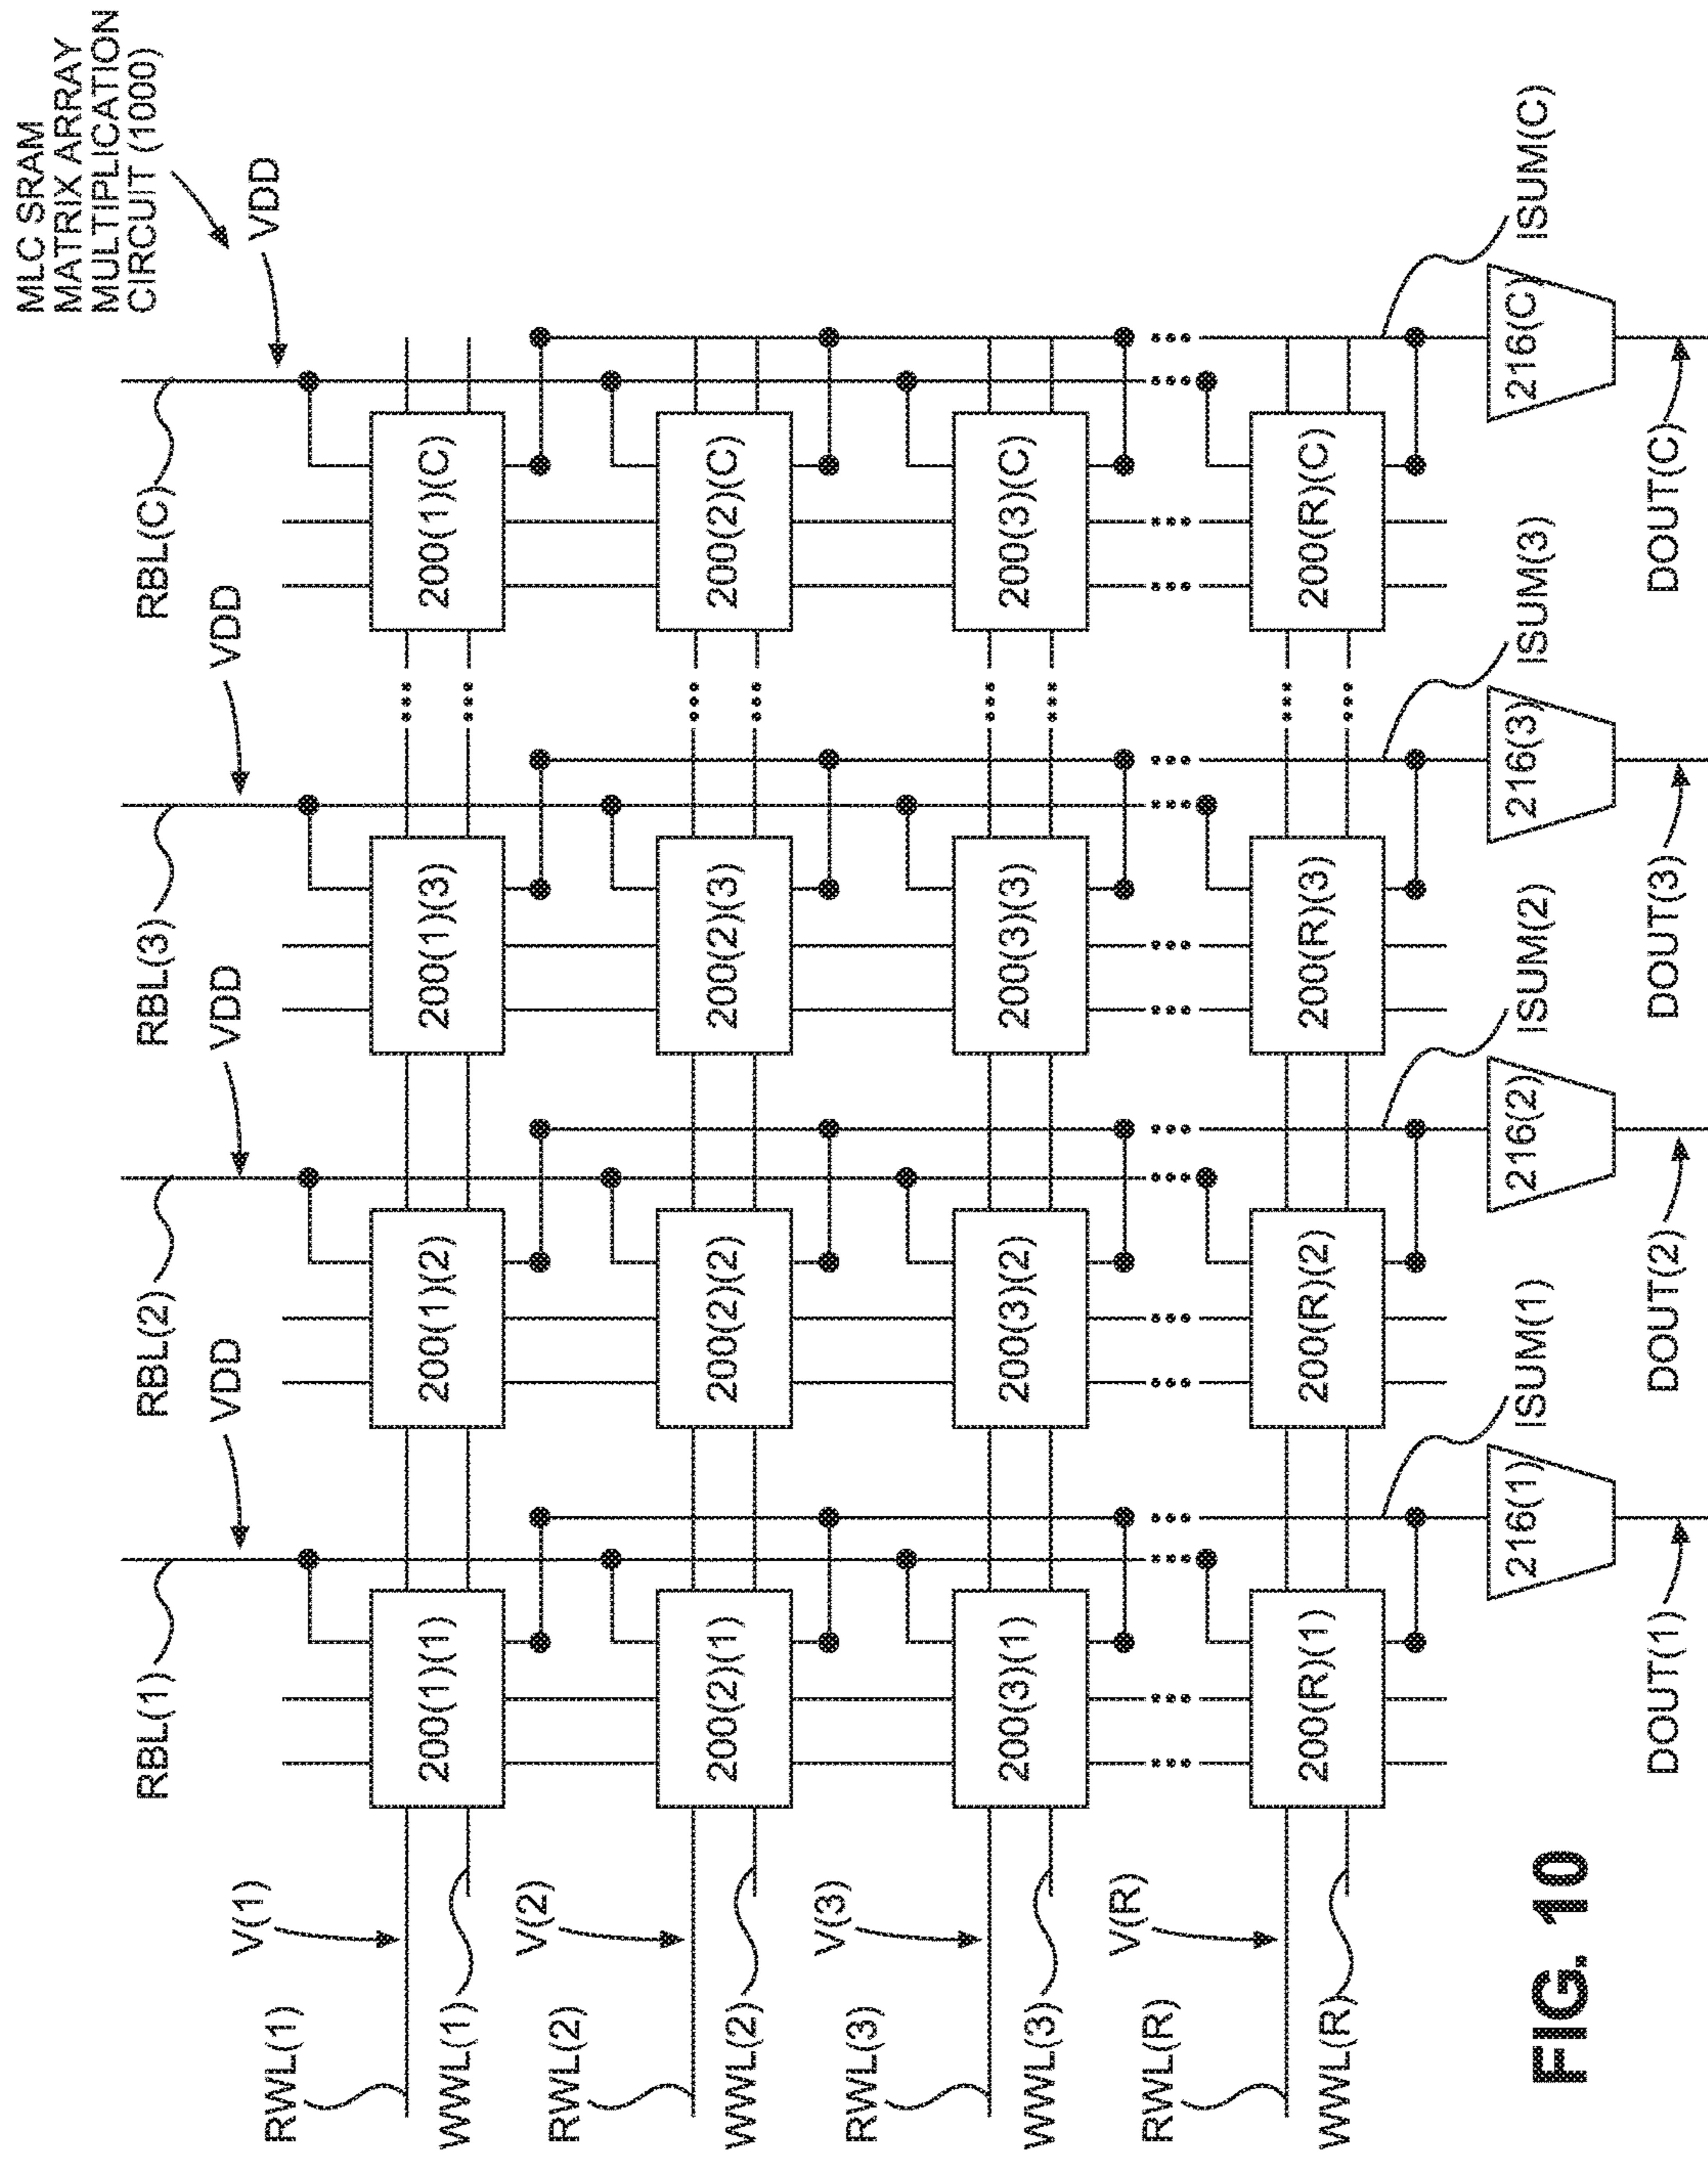 MLC SRAM
MATRIX ARRAY
MULTIPLICATION
CIRCUIT (1000)
RBL(1)
RBL(2)
RBL(3)
RBL(C)
VDD
VDD
VDD
VDD
V(1)
RWL(1)
WWL(1)
200(1)(1)
200(1)(2)
200(1)(3)
200(1)(C)
V(2)
RWL(2)
WWL(2)
200(2)(1)
200(2)(2)
200(2)(3)
200(2)(C)
V(3)
RWL(3)
WWL(3)
200(3)(1)
200(3)(2)
200(3)(3)
200(3)(C)
V(R)
RWL(R)
WWL(R)
200(R)(1)
200(R)(2)
200(R)(3)
200(R)(C)
216(1)
ISUM(1)
216(2)
ISUM(2)
216(3)
ISUM(3)
216(C)
ISUM(C)
DOUT(1)
DOUT(2)
DOUT(3)
DOUT(C)
FIG. 10